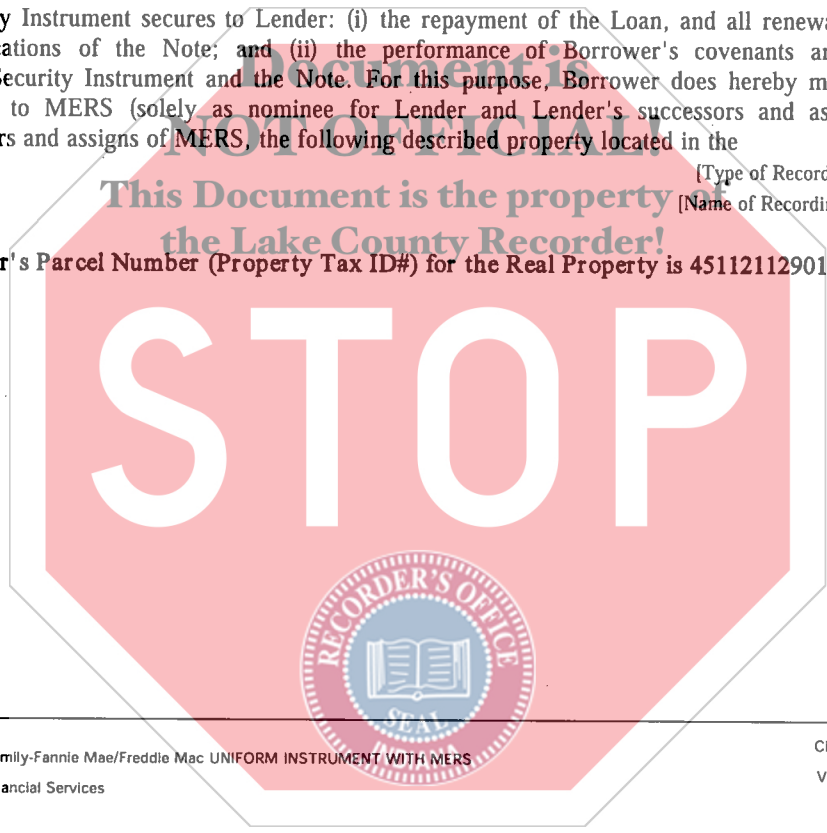 y Instrument secures to Lender: (i) the repayment of the Loan, and all renewa
ations of the Note; and (ii) the performance of Borrower's covenants a
Security Instrument and the Note. For this purpose, Borrower does hereby m
to MERS (solely as nominee for Lender and Lender's successors and as
rs and assigns of MERS, the following described property located in the
[Type of Record
[Name of Recordi
r's Parcel Number (Property Tax ID#) for the Real Property is 45112112901
Document is
NOT OFFICIAL!
This Document is the property of
the Lake County Recorder!
STOP
RECORDER'S OFFICE
SEAL
INDIANA
mily-Fannie Mae/Freddie Mac UNIFORM INSTRUMENT WITH MERS
ancial Services